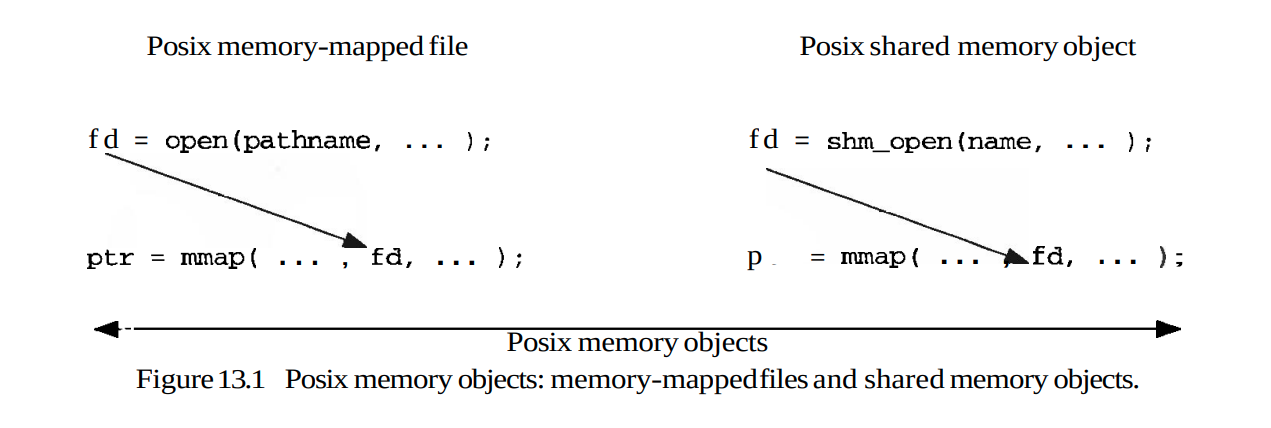 Posix memory-mapped file
Posix shared memory object
fd = open(pathname, ... );
fd = shm_open(name, ... );
ptr = mmap( ... , fd, ... );
p = mmap( ... , fd, ... );
Posix memory objects
Figure 13.1 Posix memory objects: memory-mapped files and shared memory objects.